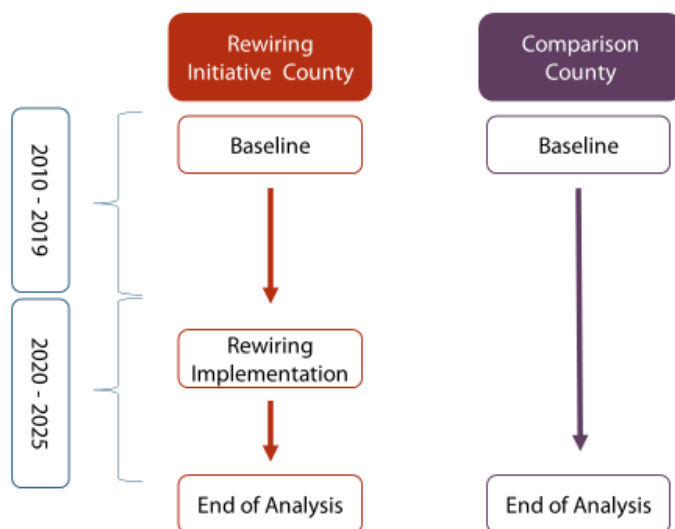 Rewiring
Initiative County
Comparison
County
2010 - 2019
Baseline
Baseline
2020 - 2025
Rewiring
Implementation
End of Analysis
End of Analysis